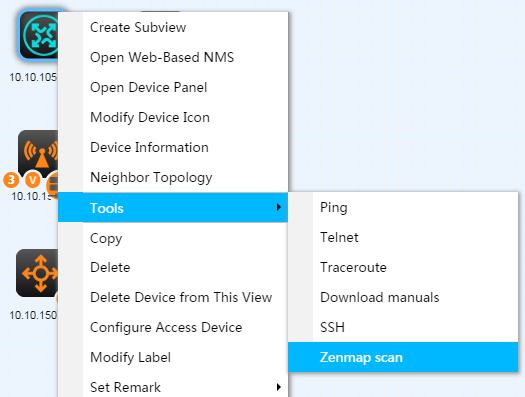 Create Subview
Open Web-Based NMS
10.10.105
Open Device Panel
Modify Device Icon
Device Information
Neighbor Topology
3 V
10.10.15
Tools
Ping
Copy
Telnet
Delete
Traceroute
Delete Device from This View
Download manuals
10.10.150
Configure Access Device
SSH
Modify Label
Zenmap scan
Set Remark